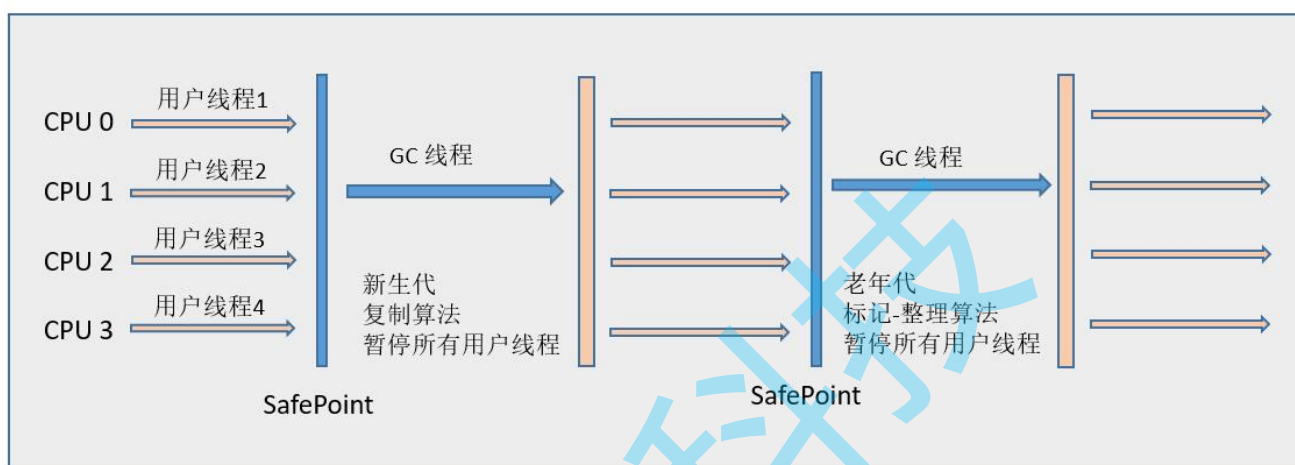 CPU 0
用户线程1
CPU 1
用户线程2
CPU 2
用户线程3
CPU 3
用户线程4
SafePoint
GC 线程
新生代
复制算法
暂停所有用户线程
SafePoint
GC 线程
老年代
标记-整理算法
暂停所有用户线程
科技